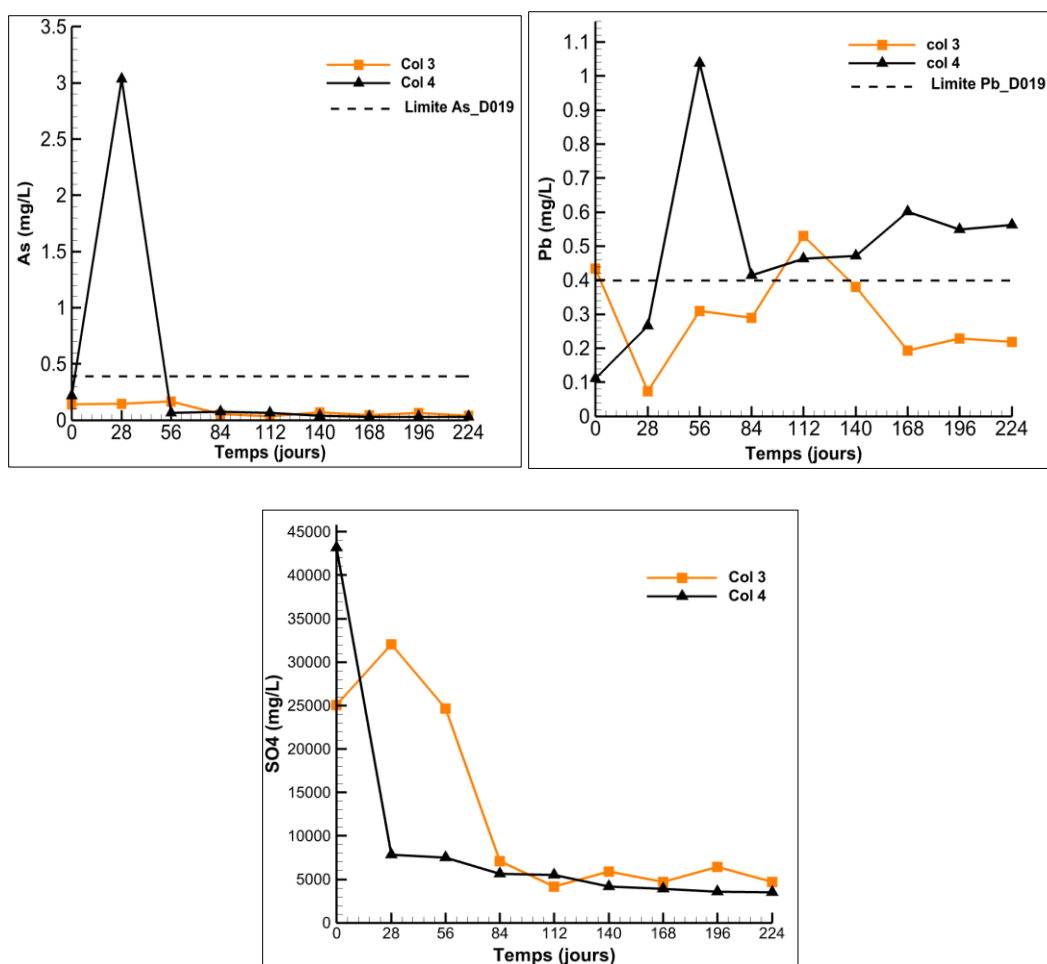 3.5
3
2.5
2
1.5
1
0.5
0
As (mg/L)
Col 3
Col 4
Limite As_D019
0 28 56 84 112 140 168 196 224
Temps (jours)
1.1
1
0.9
0.8
0.7
0.6
0.5
0.4
0.3
0.2
0.1
0
Pb (mg/L)
col 3
col 4
Limite Pb_D019
0 28 56 84 112 140 168 196 224
Temps (jours)
45000
40000
35000
30000
25000
20000
15000
10000
5000
0
SO4 (mg/L)
Col 3
Col 4
0 28 56 84 112 140 168 196 224
Temps (jours)